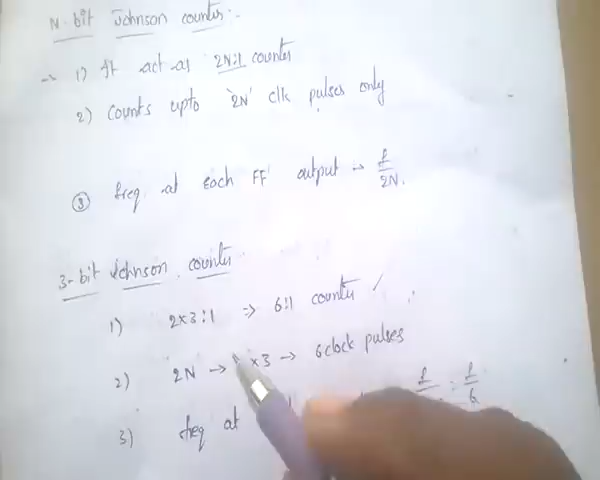 N-bit Johnson counter:-
→ 1) It act as 2N:1 counter
2) Counts upto '2N' clk pulses only
③ freq at each FF output → f/2N.
3-bit Johnson counter
1) 2x3:1 ⇒ 6:1 counter
2) 2N → x3 → 6 clock pulses
3) freq at f : f/6